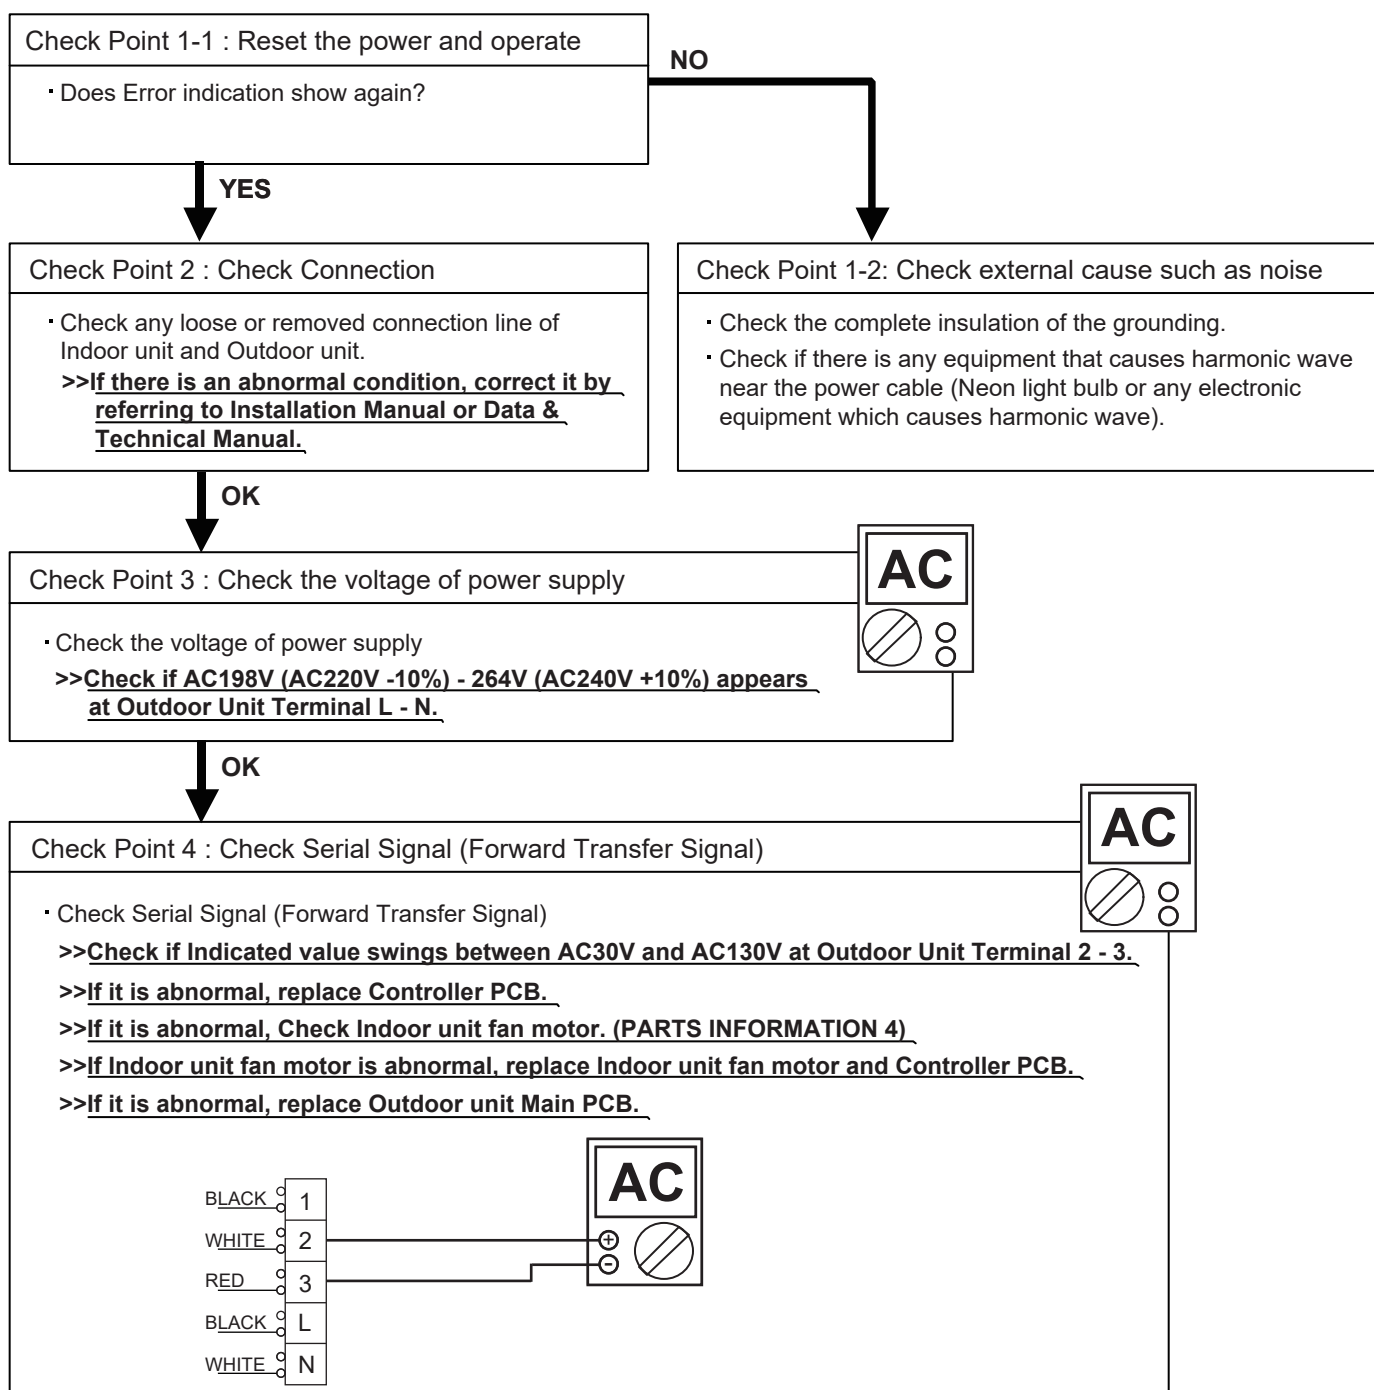 Check Point 1-1 : Reset the power and operate
· Does Error indication show again?
NO
YES
Check Point 2 : Check Connection
· Check any loose or removed connection line of
Indoor unit and Outdoor unit.
>>If there is an abnormal condition, correct it by
referring to Installation Manual or Data &
Technical Manual.
Check Point 1-2: Check external cause such as noise
· Check the complete insulation of the grounding.
· Check if there is any equipment that causes harmonic wave
near the power cable (Neon light bulb or any electronic
equipment which causes harmonic wave).
OK
Check Point 3 : Check the voltage of power supply
AC
· Check the voltage of power supply
>>Check if AC198V (AC220V -10%) - 264V (AC240V +10%) appears
at Outdoor Unit Terminal L - N.
OK
Check Point 4 : Check Serial Signal (Forward Transfer Signal)
AC
· Check Serial Signal (Forward Transfer Signal)
>>Check if Indicated value swings between AC30V and AC130V at Outdoor Unit Terminal 2 - 3.
>>If it is abnormal, replace Controller PCB.
>>If it is abnormal, Check Indoor unit fan motor. (PARTS INFORMATION 4)
>>If Indoor unit fan motor is abnormal, replace Indoor unit fan motor and Controller PCB.
>>If it is abnormal, replace Outdoor unit Main PCB.
AC
BLACK 1
WHITE 2 +
RED 3 -
BLACK L
WHITE N